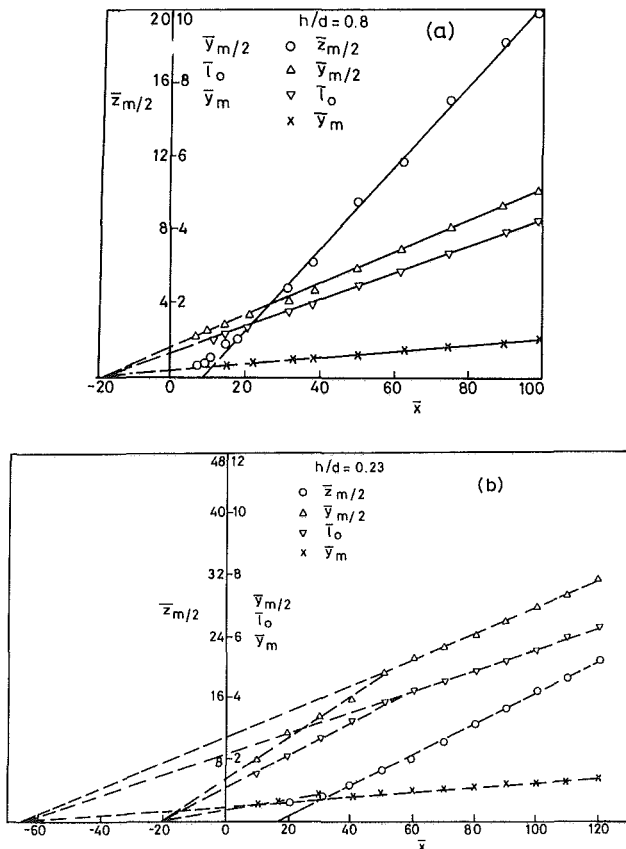 20 10
h/d = 0.8
(a)
ȳm/2
○ z̄m/2
l̄o
△ ȳm/2
16 -8
z̄m/2
ȳm
▽ l̄o
× ȳm
12 -6
8 -4
4 -2
-20 0 20 40 60 80 100
x̄
48 12
h/d = 0.23
(b)
○ z̄m/2
40 -10
△ ȳm/2
▽ l̄o
× ȳm
32 -8
z̄m/2
ȳm/2
l̄o
24 -6
ȳm
16 -4
8 -2
-60 -40 -20 0 20 40 60 80 100 120
x̄